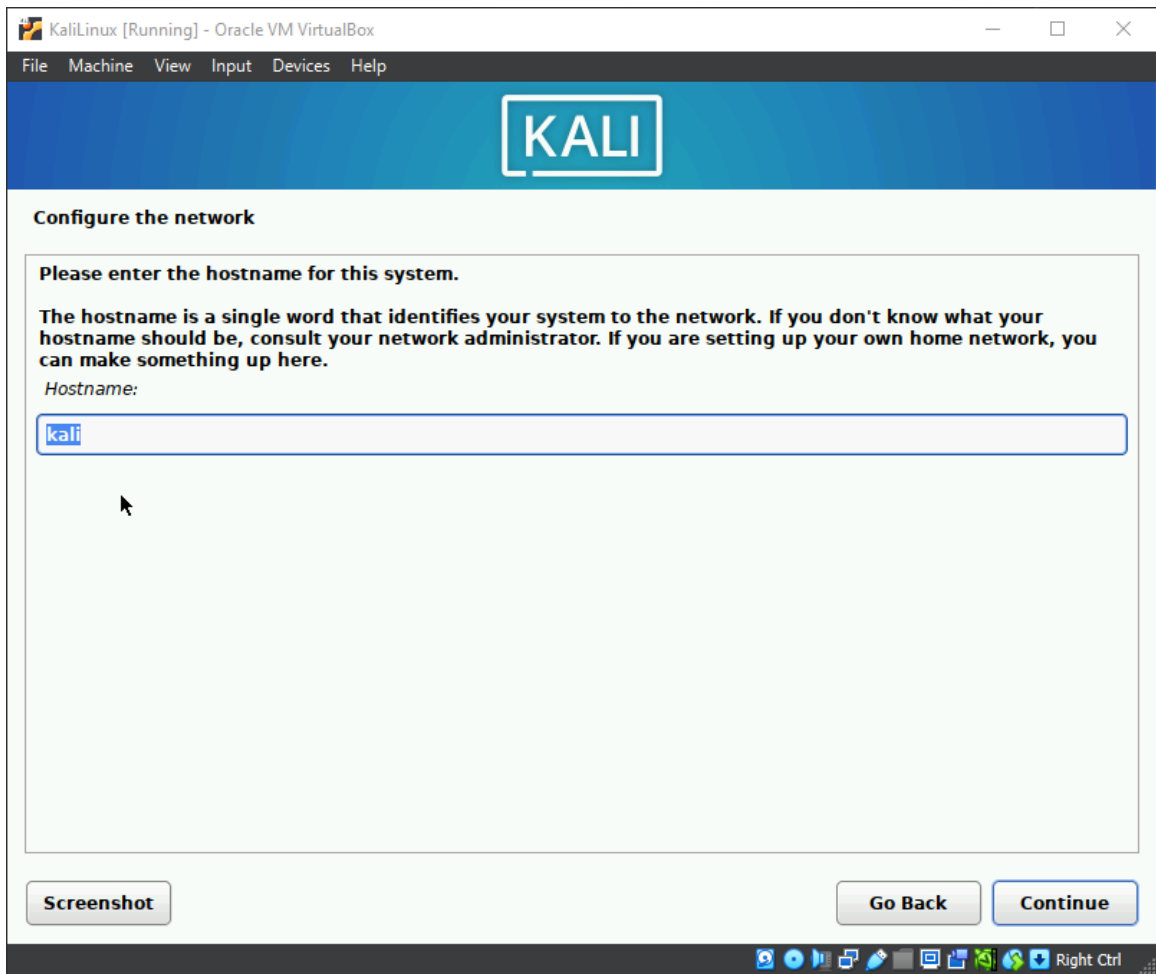 KaliLinux [Running] - Oracle VM VirtualBox
File Machine View Input Devices Help
KALI
Configure the network
Please enter the hostname for this system.
The hostname is a single word that identifies your system to the network. If you don't know what your
hostname should be, consult your network administrator. If you are setting up your own home network, you
can make something up here.
Hostname:
kali
Screenshot Go Back Continue
Right Ctrl